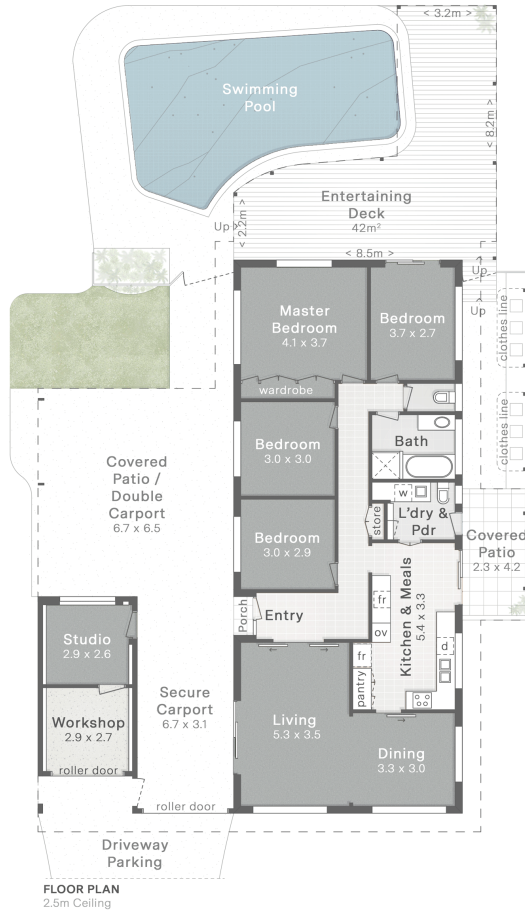 < 3.2m >
Swimming
Pool
< 8.2m >
Entertaining
Deck
42m²
< 2.2m >
Up
< 8.5m >
Up
Up
clothes line
clothes line
Master
Bedroom
4.1 x 3.7
Bedroom
3.7 x 2.7
wardrobe
Bedroom
3.0 x 3.0
Bath
Covered
Patio /
Double
Carport
6.7 x 6.5
w
L'dry &
Pdr
store
Bedroom
3.0 x 2.9
Covered
Patio
2.3 x 4.2
Kitchen & Meals
5.4 x 3.3
fr
ov
Porch
Entry
fr
pantry
d
Studio
2.9 x 2.6
Secure
Carport
6.7 x 3.1
Workshop
2.9 x 2.7
roller door
Living
5.3 x 3.5
Dining
3.3 x 3.0
roller door
Driveway
Parking
FLOOR PLAN
2.5m Ceiling